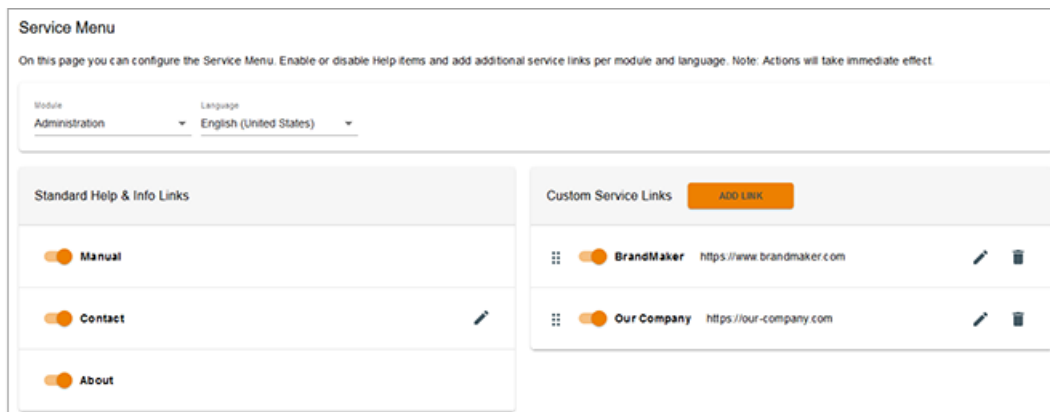 Service Menu
On this page you can configure the Service Menu. Enable or disable Help items and add additional service links per module and language. Note: Actions will take immediate effect.
Module
Language
Administration
English (United States)
Standard Help & Info Links
Manual
Contact
About
Custom Service Links
ADD LINK
BrandMaker https://www.brandmaker.com
Our Company https://our-company.com